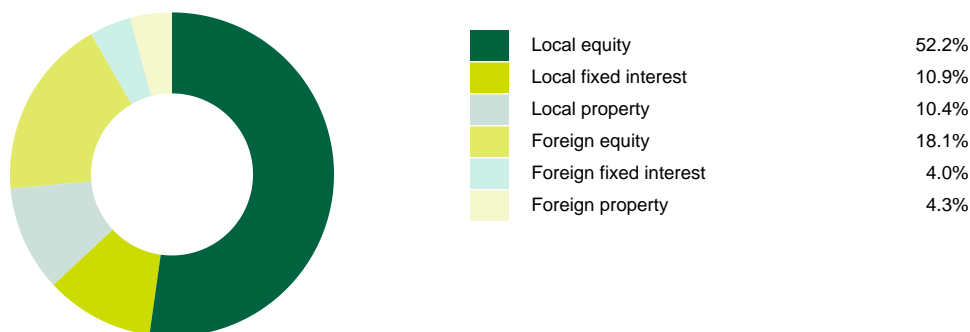 Local equity 52.2%
Local fixed interest 10.9%
Local property 10.4%
Foreign equity 18.1%
Foreign fixed interest 4.0%
Foreign property 4.3%